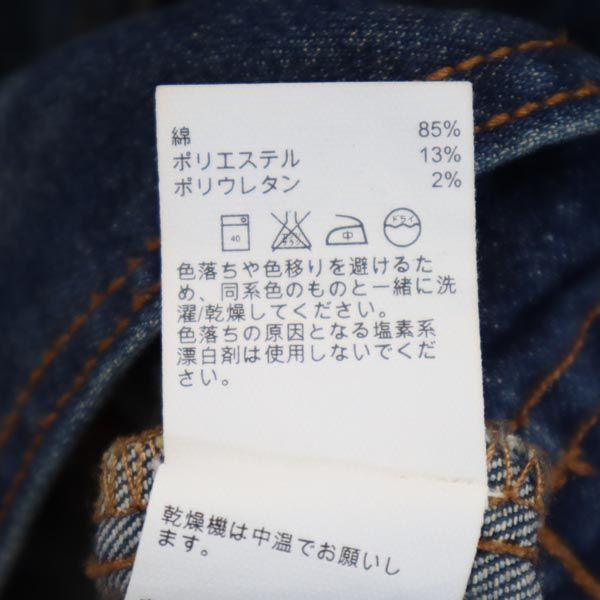 綿 85%
ポリエステル 13%
ポリウレタン 2%
40 中 ドライ
色落ちや色移りを避けるた
め、同系色のものと一緒に洗
濯/乾燥してください。
色落ちの原因となる塩素系
漂白剤は使用しないでくだ
さい。
乾燥機は中温でお願いし
ます。